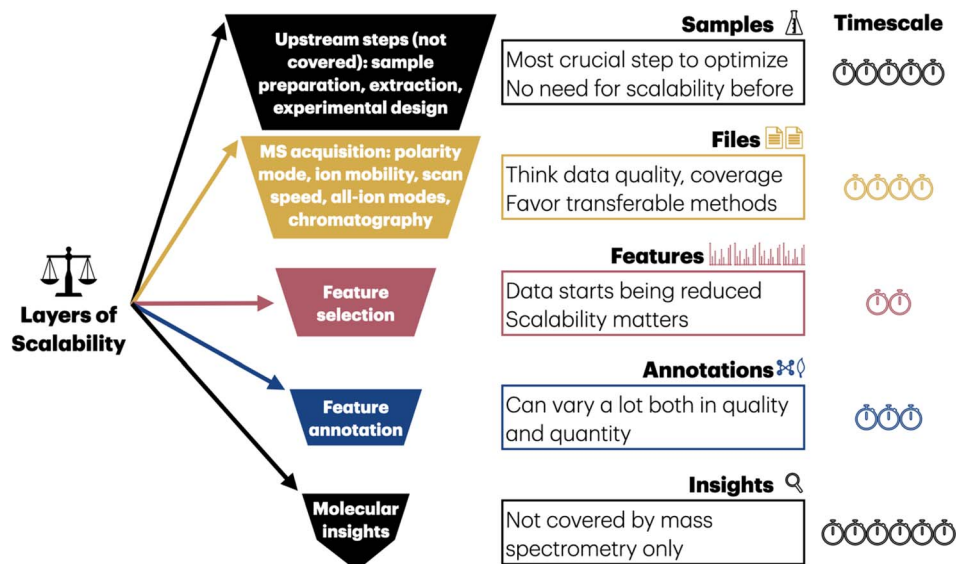 Samples
Timescale
Upstream steps (not
covered): sample
preparation, extraction,
experimental design
Most crucial step to optimize
No need for scalability before
Files
MS acquisition: polarity
mode, ion mobility, scan
speed, all-ion modes,
chromatography
Think data quality, coverage
Favor transferable methods
Features
Layers of
Scalability
Feature
selection
Data starts being reduced
Scalability matters
Annotations
Feature
annotation
Can vary a lot both in quality
and quantity
Insights
Molecular
insights
Not covered by mass
spectrometry only